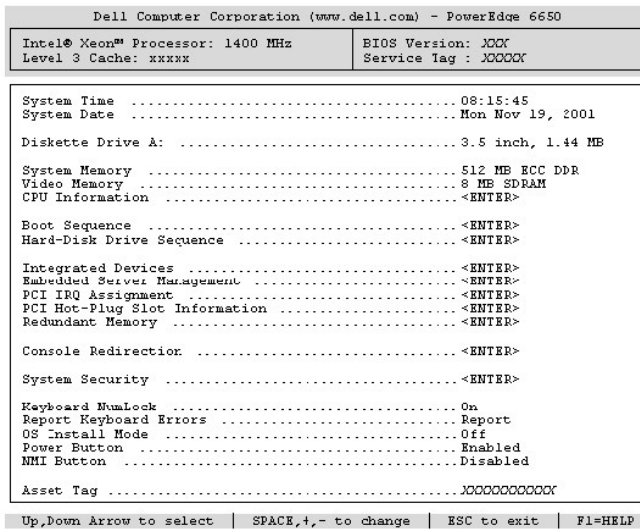 Dell Computer Corporation (www.dell.com) - PowerEdge 6650
Intel® Xeon™ Processor: 1400 MHz
Level 3 Cache: xxxxx
BIOS Version: XXX
Service Tag : XXXXX
System Time ........................................08:15:45
System Date ........................................Mon Nov 19, 2001
Diskette Drive A: ..................................3.5 inch, 1.44 MB
System Memory ......................................512 MB ECC DDR
Video Memory .......................................8 MB SDRAM
CPU Information ....................................<ENTER>
Boot Sequence ......................................<ENTER>
Hard-Disk Drive Sequence ...........................<ENTER>
Integrated Devices .................................<ENTER>
Embedded Server Management .........................<ENTER>
PCI IRQ Assignment .................................<ENTER>
PCI Hot-Plug Slot Information ......................<ENTER>
Redundant Memory ...................................<ENTER>
Console Redirection ................................<ENTER>
System Security ....................................<ENTER>
Keyboard NumLock ...................................On
Report Keyboard Errors .............................Report
OS Install Mode ....................................Off
Power Button .......................................Enabled
NMI Button .........................................Disabled
Asset Tag ..........................................XXXXXXXXXX
Up,Down Arrow to select | SPACE,+,- to change | ESC to exit | F1=HELP